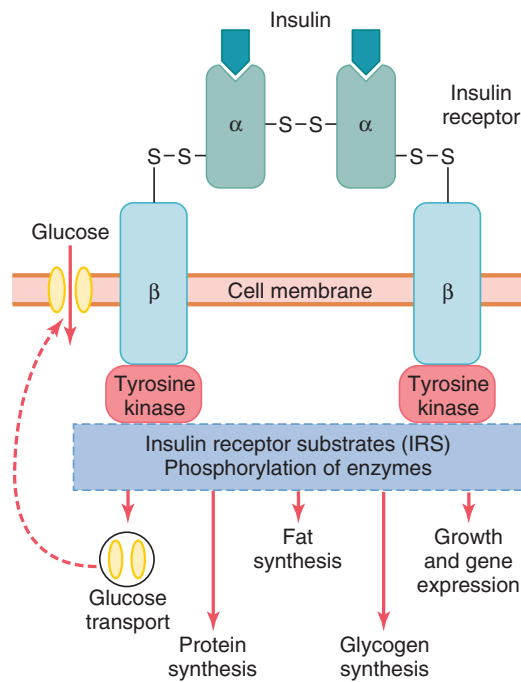 Insulin
Insulin
receptor
α
α
S–S
S–S
S–S
Glucose
β
β
Cell membrane
Tyrosine
kinase
Tyrosine
kinase
Insulin receptor substrates (IRS)
Phosphorylation of enzymes
Glucose
transport
Protein
synthesis
Fat
synthesis
Glycogen
synthesis
Growth
and gene
expression